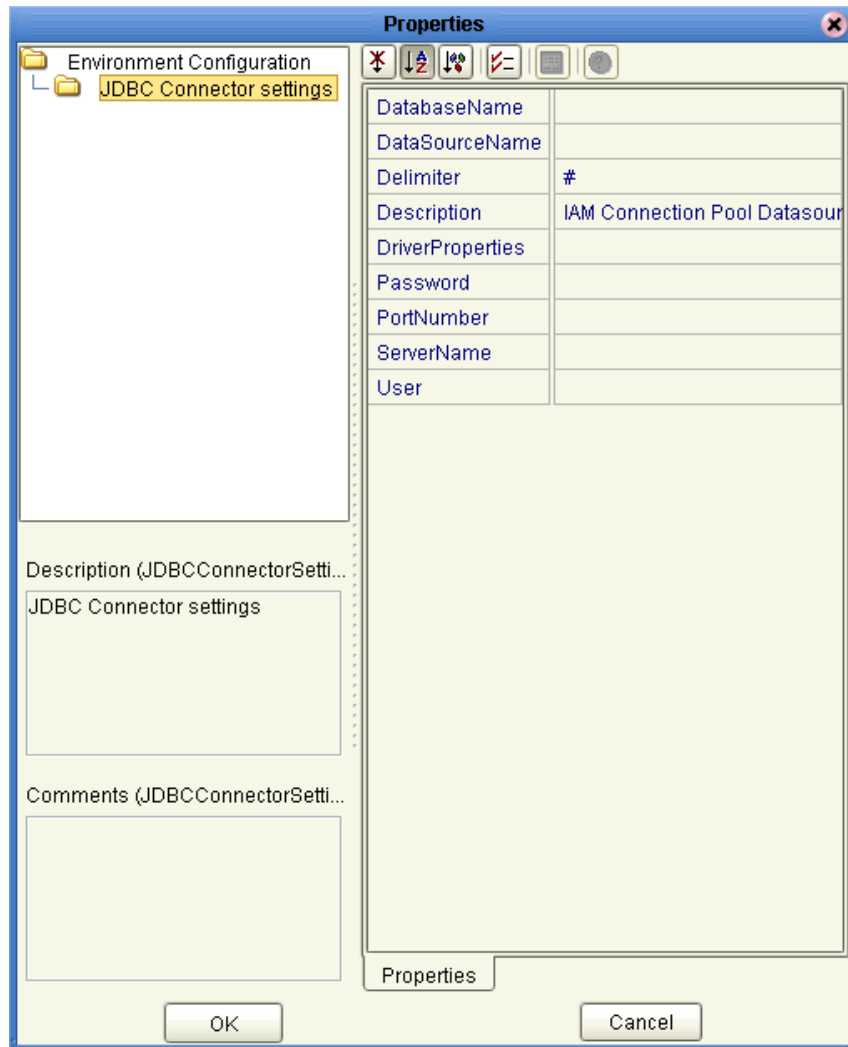 Properties
Environment Configuration
JDBC Connector settings
DatabaseName
DataSourceName
Delimiter #
Description IAM Connection Pool Datasour
DriverProperties
Password
PortNumber
ServerName
User
Description (JDBCConnectorSetti...
JDBC Connector settings
Comments (JDBCConnectorSetti...
Properties
OK
Cancel